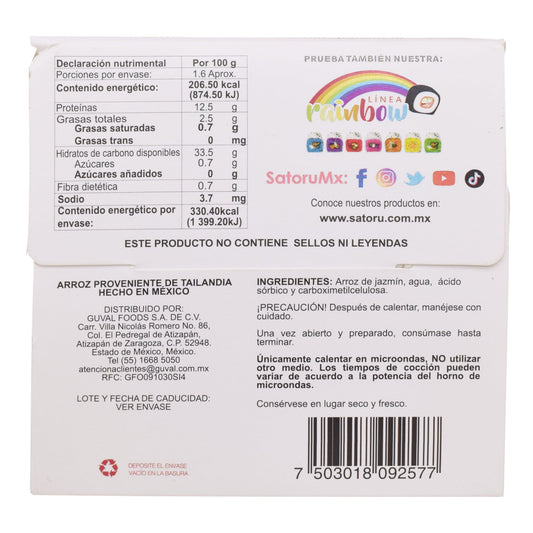 Declaración nutrimental Por 100 g
Porciones por envase: 1.6 Aprox.
Contenido energético: 206.50 kcal
(874.50 kJ)
Proteínas 12.5 g
Grasas totales 2.5 g
Grasas saturadas 0.7 g
Grasas trans 0 mg
Hidratos de carbono disponibles 33.5 g
Azúcares 0.7 g
Azúcares añadidos 0 g
Fibra dietética 0.7 g
Sodio 3.7 mg
Contenido energético por 330.40kcal
envase: (1 399.20kJ)
PRUEBA TAMBIÉN NUESTRA:
LÍNEA
rainbow
SatoruMx:
Conoce nuestros productos en:
www.satoru.com.mx
ESTE PRODUCTO NO CONTIENE SELLOS NI LEYENDAS
ARROZ PROVENIENTE DE TAILANDIA
HECHO EN MÉXICO
DISTRIBUIDO POR:
GUVAL FOODS S.A. DE C.V.
Carr. Villa Nicolás Romero No. 86,
Col. El Pedregal de Atizapán,
Atizapán de Zaragoza, C.P. 52948.
Estado de México, México.
Tel (55) 1668 5050
atencionaclientes@guval.com.mx
RFC: GFO091030SI4
LOTE Y FECHA DE CADUCIDAD:
VER ENVASE
DEPOSITE EL ENVASE
VACÍO EN LA BASURA
INGREDIENTES: Arroz de jazmín, agua, ácido
sórbico y carboximetilcelulosa.
¡PRECAUCIÓN! Después de calentar, manéjese con
cuidado.
Una vez abierto y preparado, consúmase hasta
terminar.
Únicamente calentar en microondas, NO utilizar
otro medio. Los tiempos de cocción pueden
variar de acuerdo a la potencia del horno de
microondas.
Consérvese en lugar seco y fresco.
7 503018 092577